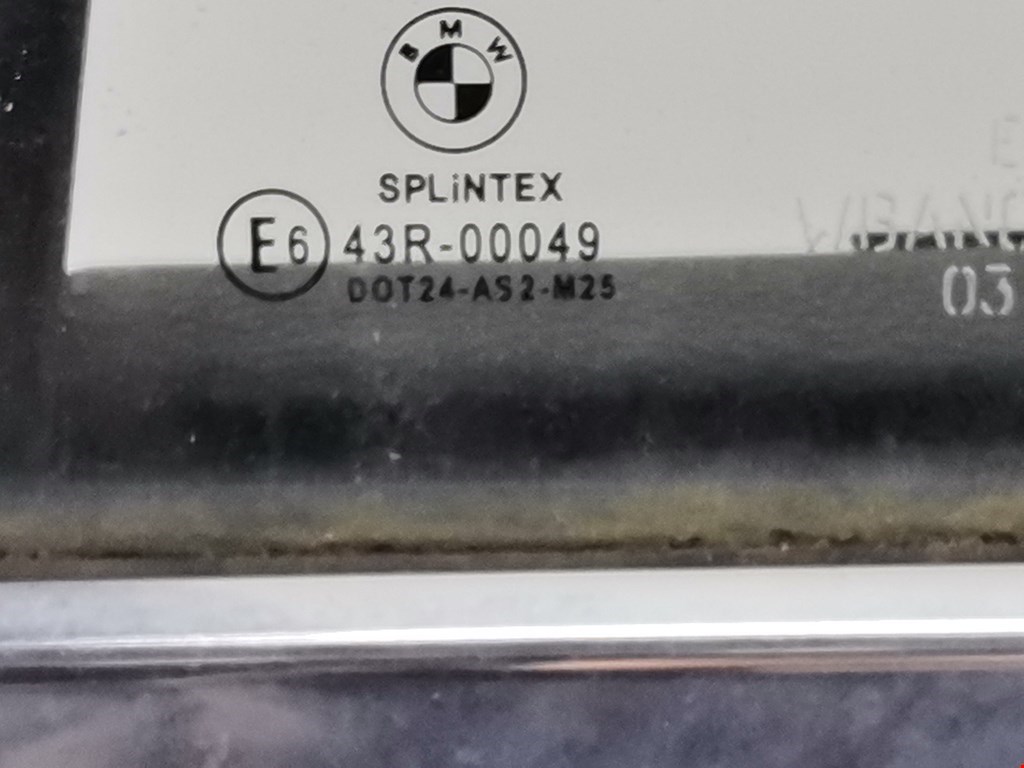 BMW
SPLiNTEX
E6 43R-00049
DOT24-AS2-M25
03